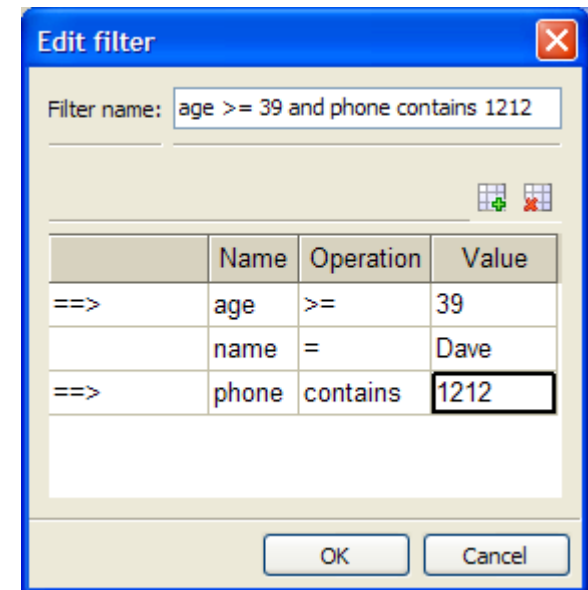 Edit filter
Filter name: age >= 39 and phone contains 1212
Name Operation Value
==> age >= 39
name = Dave
==> phone contains 1212
OK Cancel